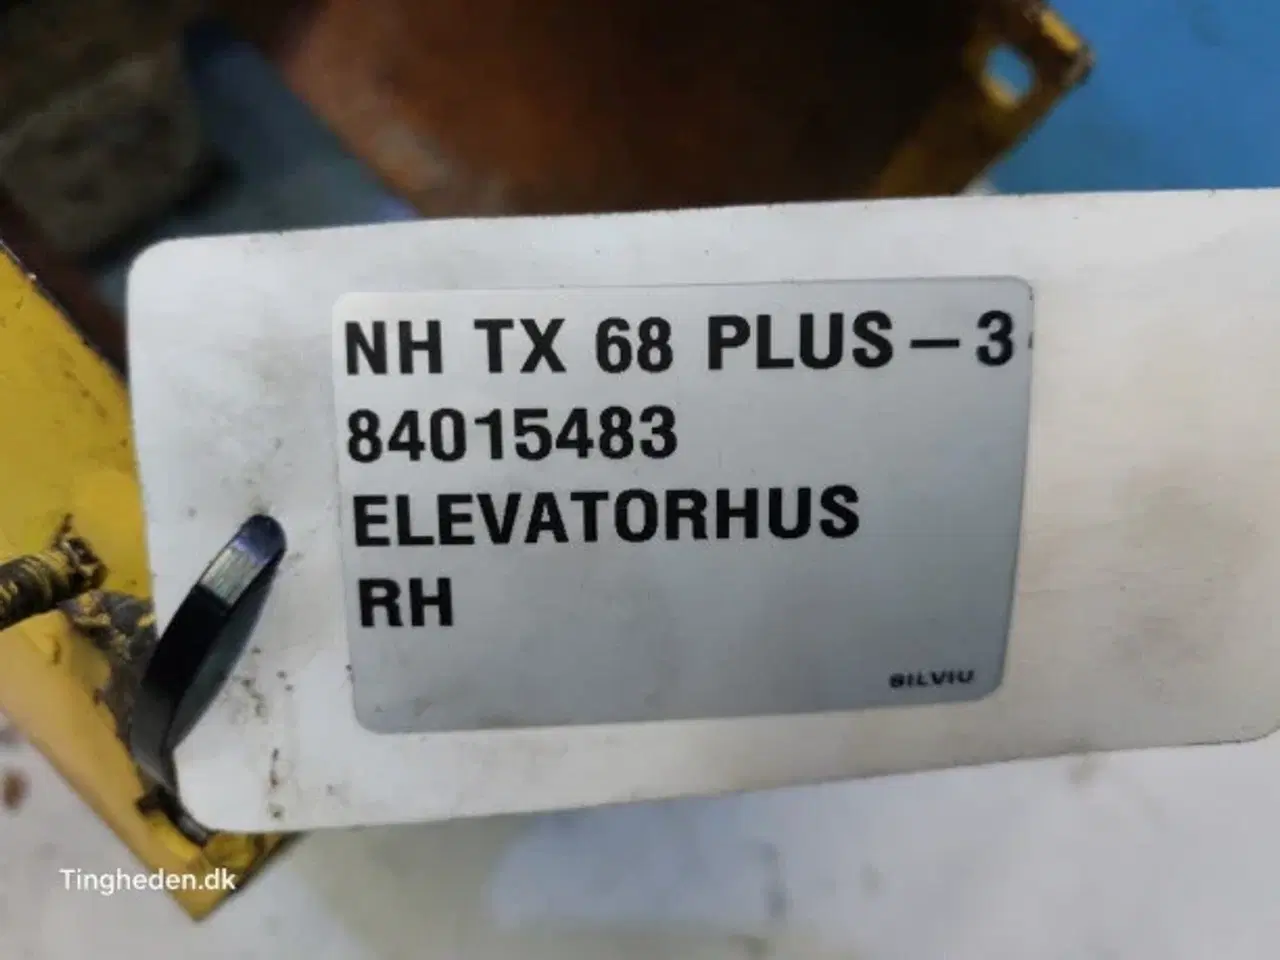 NH TX 68 PLUS-3
84015483
ELEVATORHUS
RH
SILVIU
Tingheden.dk